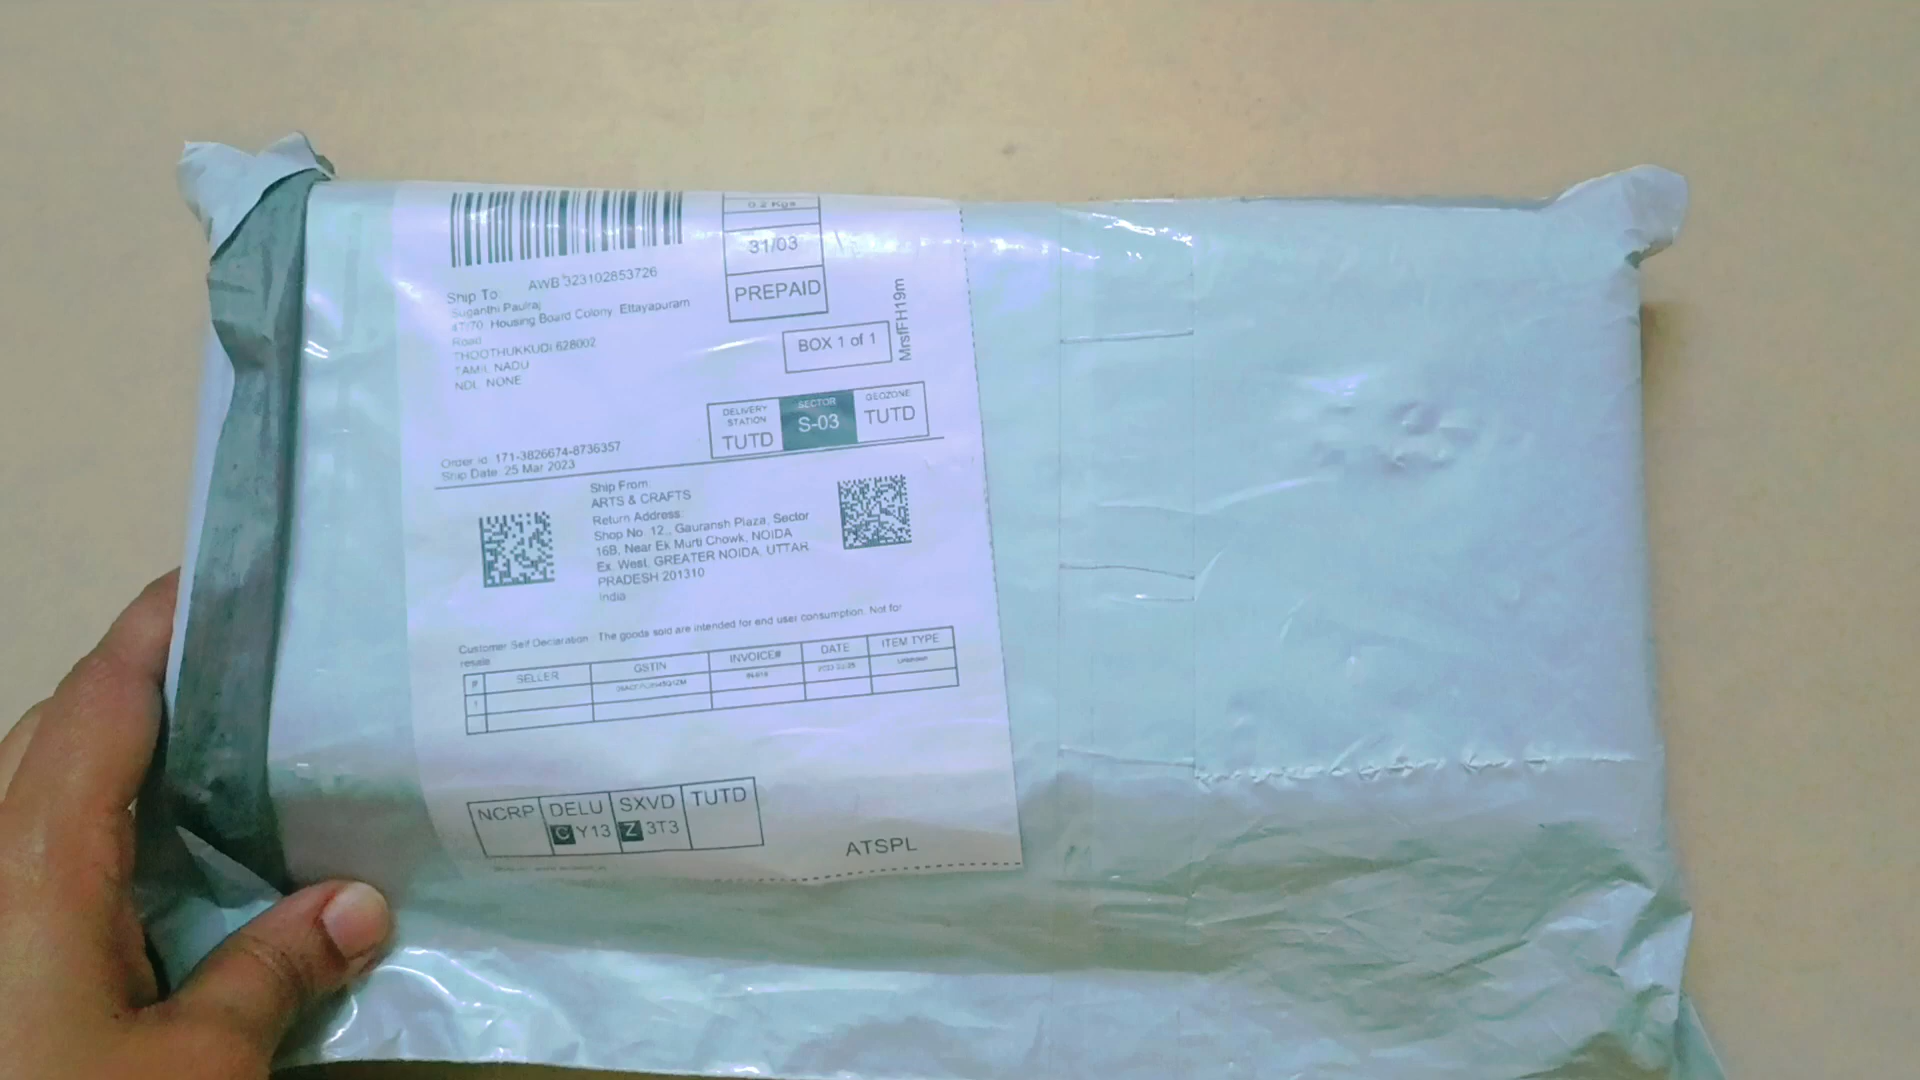 0.2 Kgs
31/03
PREPAID
AWB 323102853726
Ship To:
Suganthi Paulraj
47/70, Housing Board Colony, Ettayapuram
Road
THOOTHUKKUDI 628002
TAMIL NADU
NDL: NONE
BOX 1 of 1
MrsfFH19m
DELIVERY STATION
TUTD
SECTOR
S-03
GEOZONE
TUTD
Order Id: 171-3826674-8736357
Ship Date: 25 Mar 2023
Ship From:
ARTS & CRAFTS
Return Address:
Shop No. 12,, Gauransh Plaza, Sector
16B, Near Ek Murti Chowk, NOIDA
Ex. West, GREATER NOIDA, UTTAR
PRADESH 201310
India
Customer Self Declaration : The goods sold are intended for end user consumption. Not for
resale.
# SELLER GSTIN INVOICE# DATE ITEM TYPE
1 Unknown
NCRP DELU SXVD TUTD
C Y13 Z 3T3
ATSPL